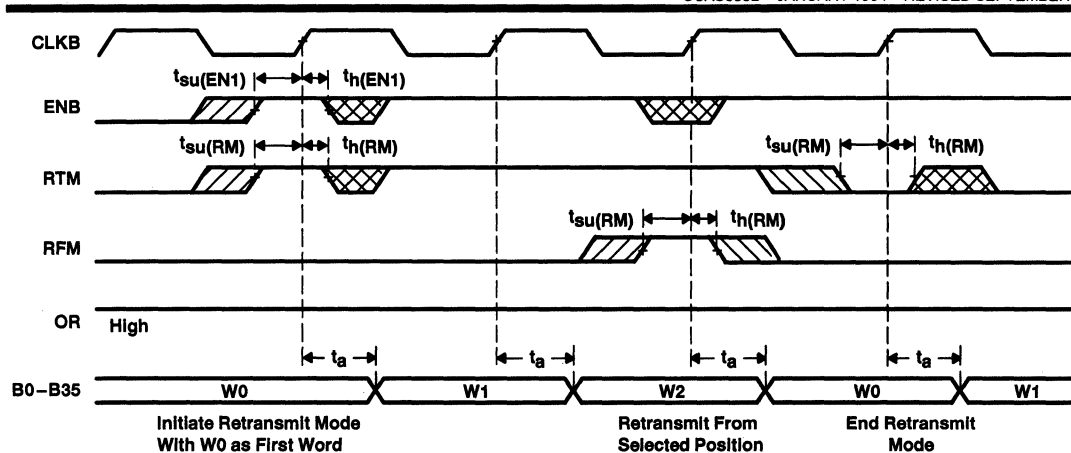 CLKB
tsu(EN1) th(EN1)
ENB
tsu(RM) th(RM) tsu(RM) th(RM)
RTM
tsu(RM) th(RM)
RFM
OR High
ta ta ta ta
B0–B35 W0 W1 W2 W0 W1
Initiate Retransmit Mode
With W0 as First Word
Retransmit From
Selected Position
End Retransmit
Mode